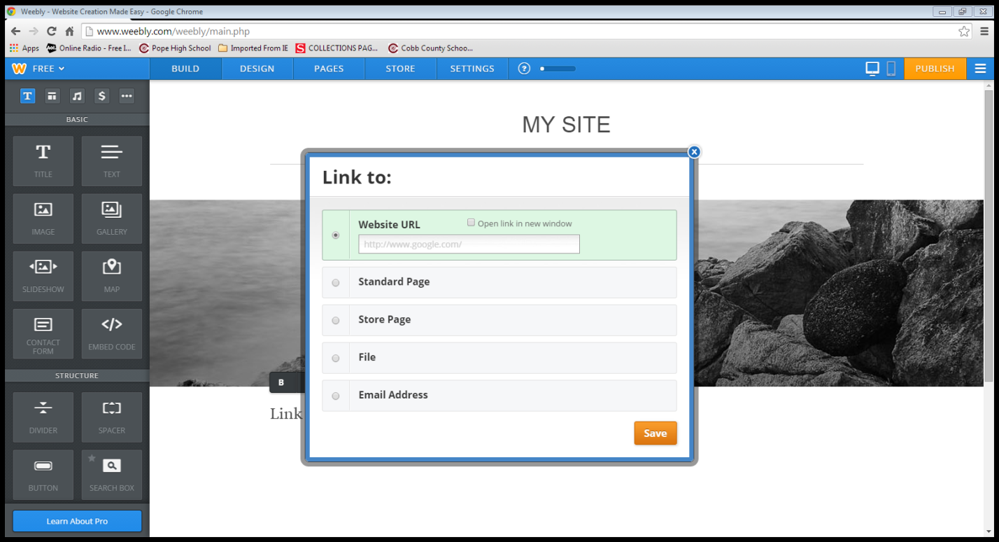 Weebly - Website Creation Made Easy - Google Chrome
www.weebly.com/weebly/main.php
Apps Aol. Online Radio - Free I... Pope High School Imported From IE S COLLECTIONS PAG... Cobb County Schoo...
FREE BUILD DESIGN PAGES STORE SETTINGS ? PUBLISH
T $
BASIC
T
TITLE TEXT
IMAGE GALLERY
SLIDESHOW MAP
</>
CONTACT FORM EMBED CODE
STRUCTURE
DIVIDER SPACER
BUTTON SEARCH BOX
Learn About Pro
MY SITE
x
Link to:
Website URL Open link in new window
http://www.google.com/
Standard Page
Store Page
File
Email Address
Save
B
Link